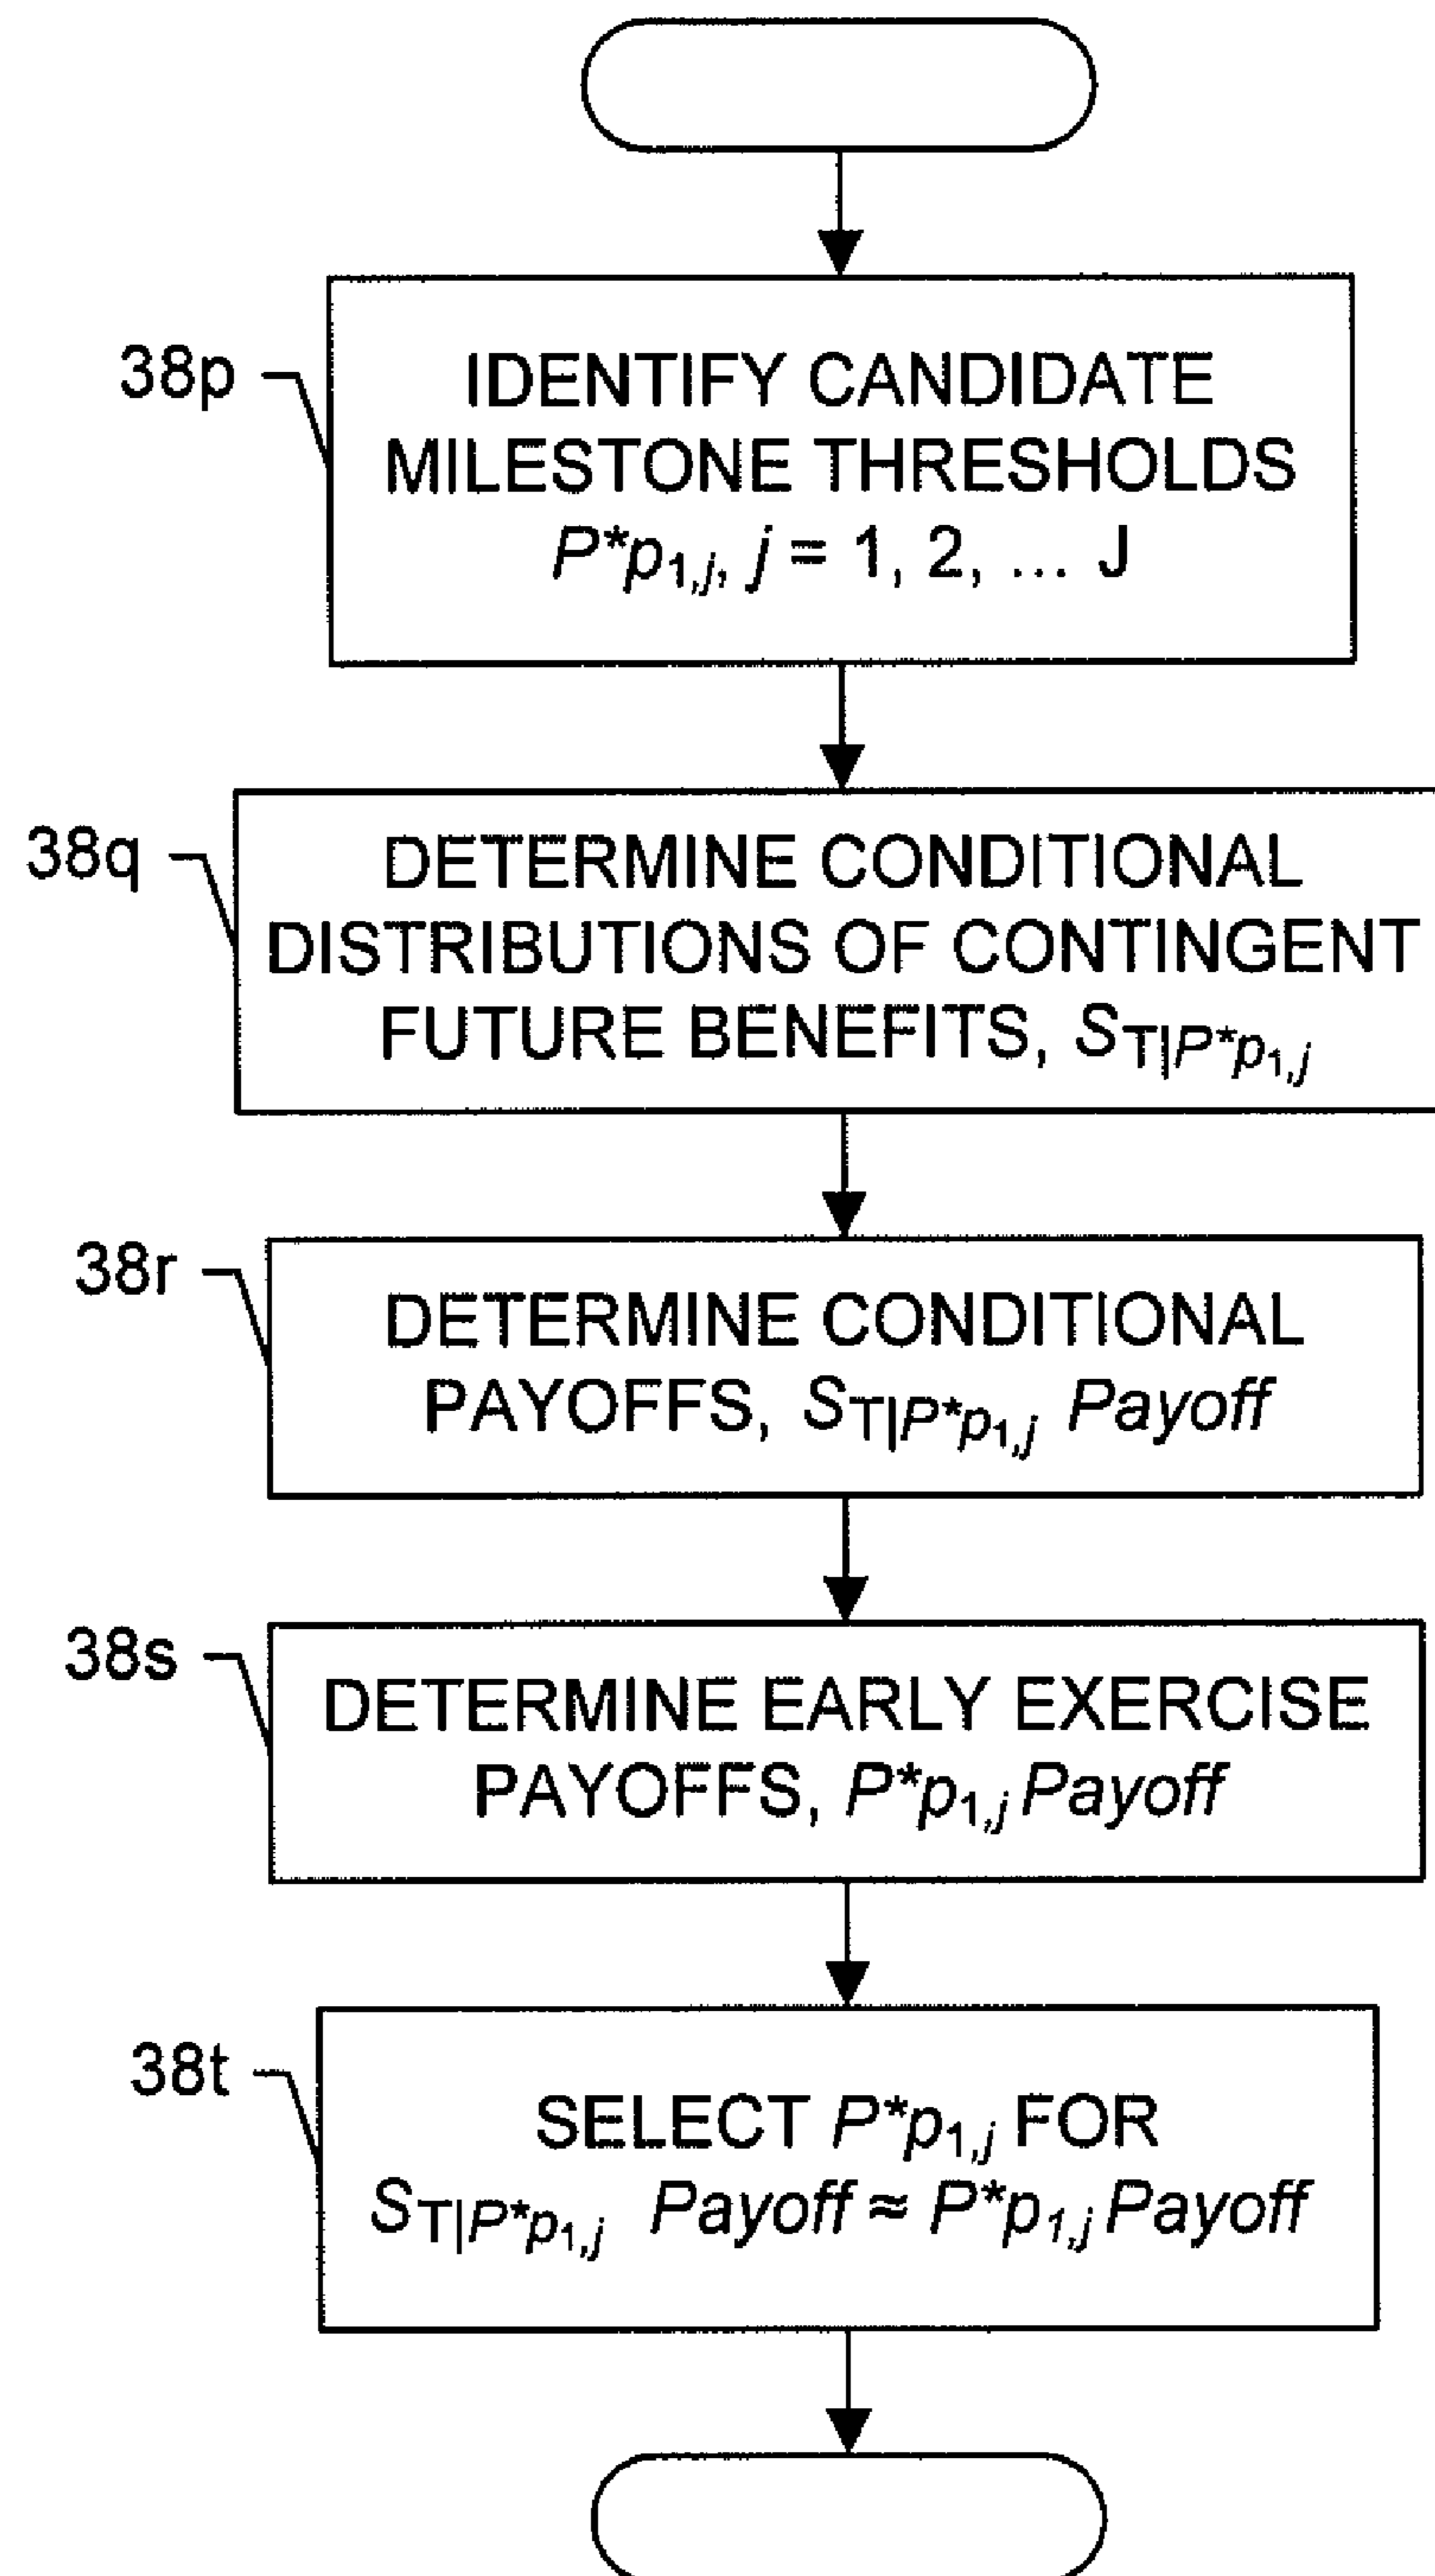 38p
IDENTIFY CANDIDATE
MILESTONE THRESHOLDS
P*p1,j, j = 1, 2, ... J
38q
DETERMINE CONDITIONAL
DISTRIBUTIONS OF CONTINGENT
FUTURE BENEFITS, ST|P*p1,j
38r
DETERMINE CONDITIONAL
PAYOFFS, ST|P*p1,j Payoff
38s
DETERMINE EARLY EXERCISE
PAYOFFS, P*p1,j Payoff
38t
SELECT P*p1,j FOR
ST|P*p1,j Payoff ≈ P*p1,j Payoff